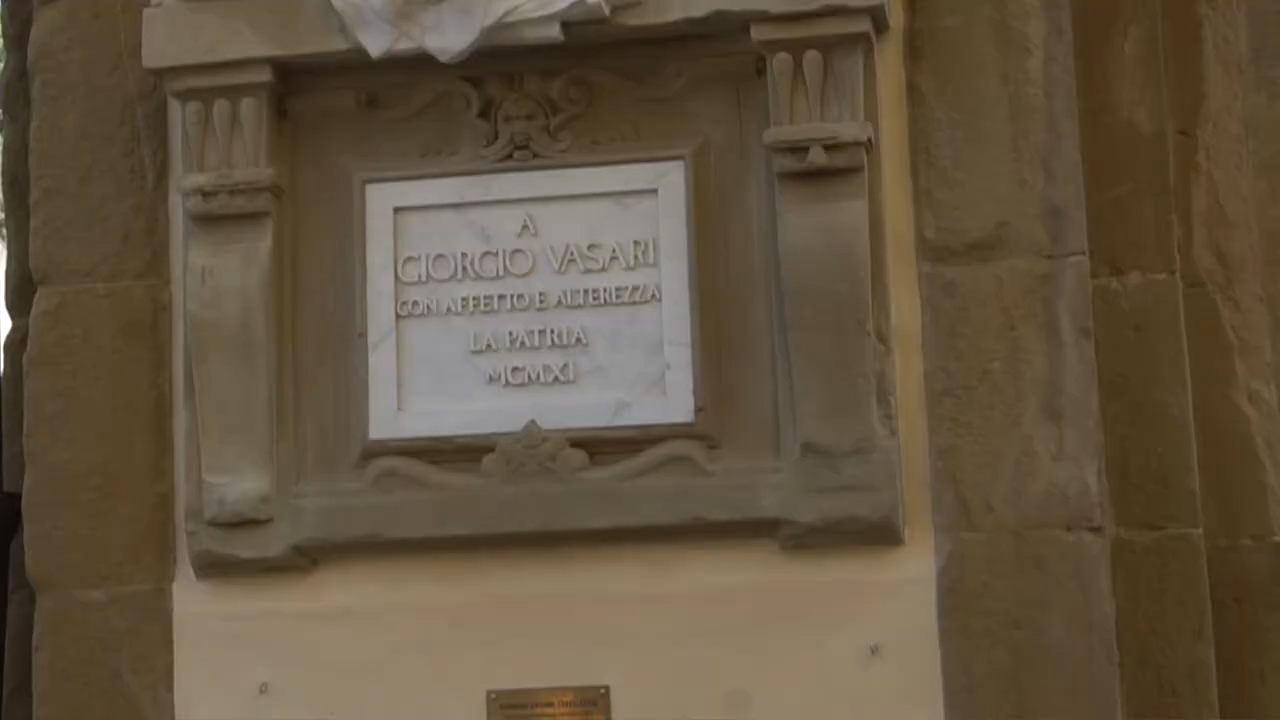 A
GIORGIO VASARI
CON AFFETTO E ALTEREZZA
LA PATRIA
MCMXI